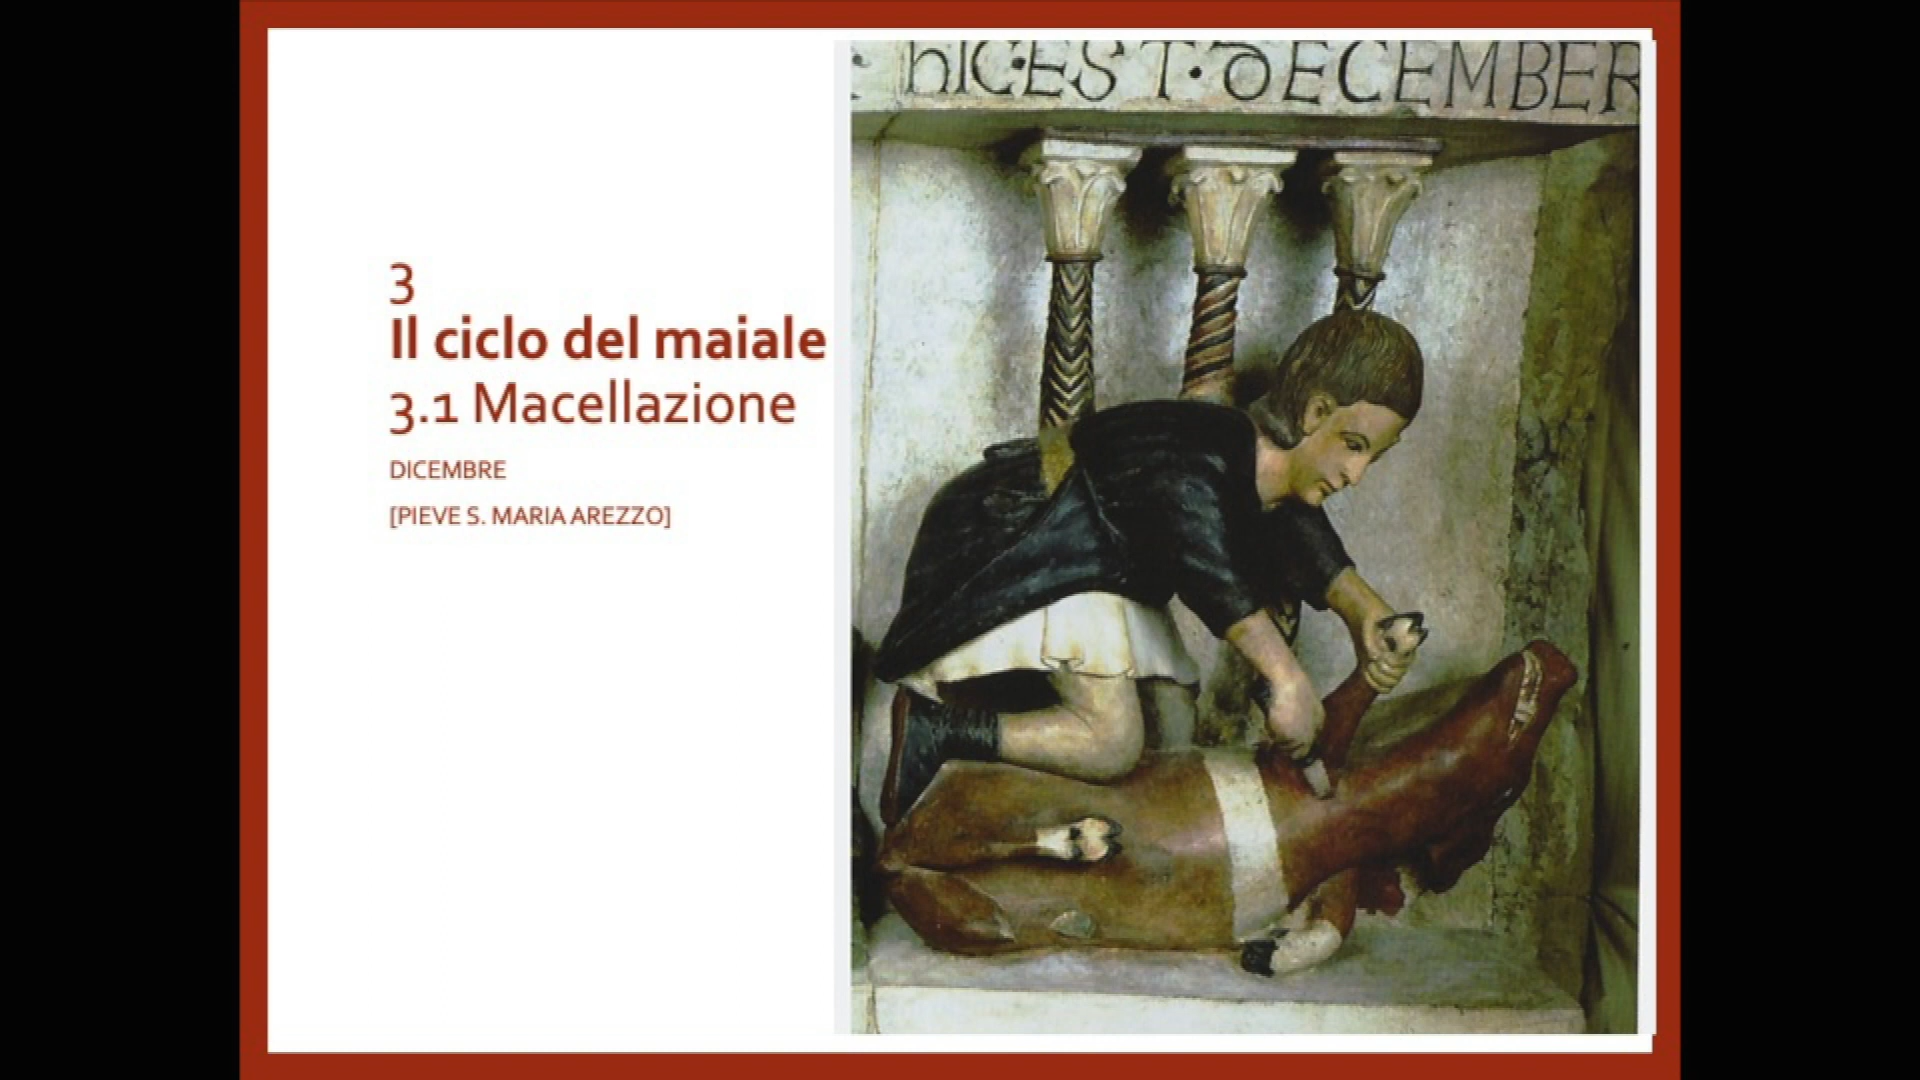 3
Il ciclo del maiale
3.1 Macellazione
DICEMBRE
[PIEVE S. MARIA AREZZO]
· hIC·EST·DECEMBER